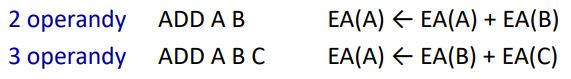 2 operandy ADD A B EA(A) ← EA(A) + EA(B)
3 operandy ADD A B C EA(A) ← EA(B) + EA(C)